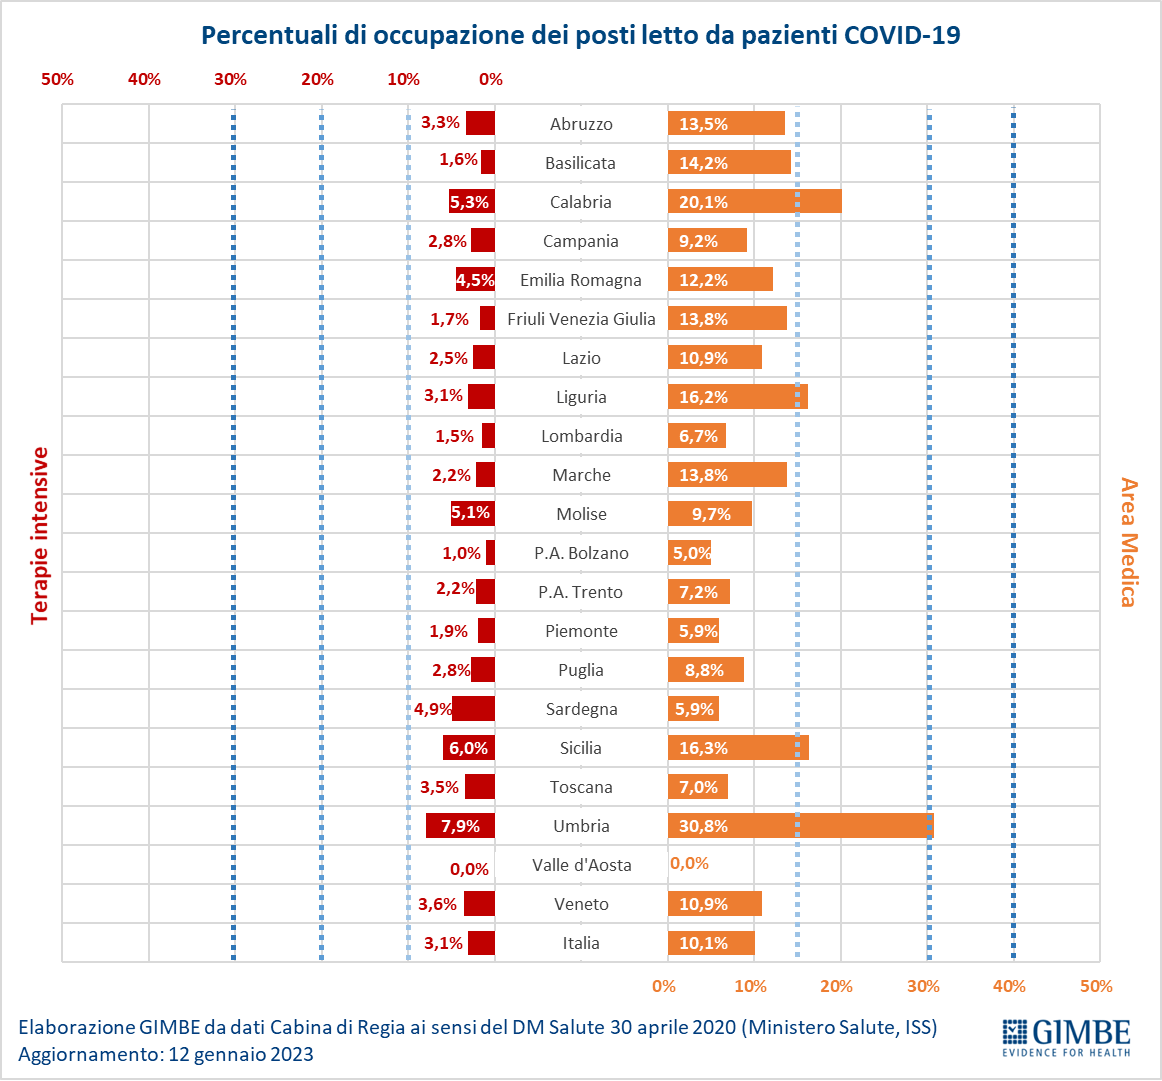 Percentuali di occupazione dei posti letto da pazienti COVID-19
50% 40% 30% 20% 10% 0%
3,3% Abruzzo 13,5%
1,6% Basilicata 14,2%
5,3% Calabria 20,1%
2,8% Campania 9,2%
4,5% Emilia Romagna 12,2%
1,7% Friuli Venezia Giulia 13,8%
2,5% Lazio 10,9%
3,1% Liguria 16,2%
1,5% Lombardia 6,7%
2,2% Marche 13,8%
5,1% Molise 9,7%
1,0% P.A. Bolzano 5,0%
2,2% P.A. Trento 7,2%
1,9% Piemonte 5,9%
2,8% Puglia 8,8%
4,9% Sardegna 5,9%
6,0% Sicilia 16,3%
3,5% Toscana 7,0%
7,9% Umbria 30,8%
0,0% Valle d'Aosta 0,0%
3,6% Veneto 10,9%
3,1% Italia 10,1%
Terapie intensive
Area Medica
0% 10% 20% 30% 40% 50%
Elaborazione GIMBE da dati Cabina di Regia ai sensi del DM Salute 30 aprile 2020 (Ministero Salute, ISS)
Aggiornamento: 12 gennaio 2023
GIMBE
EVIDENCE FOR HEALTH